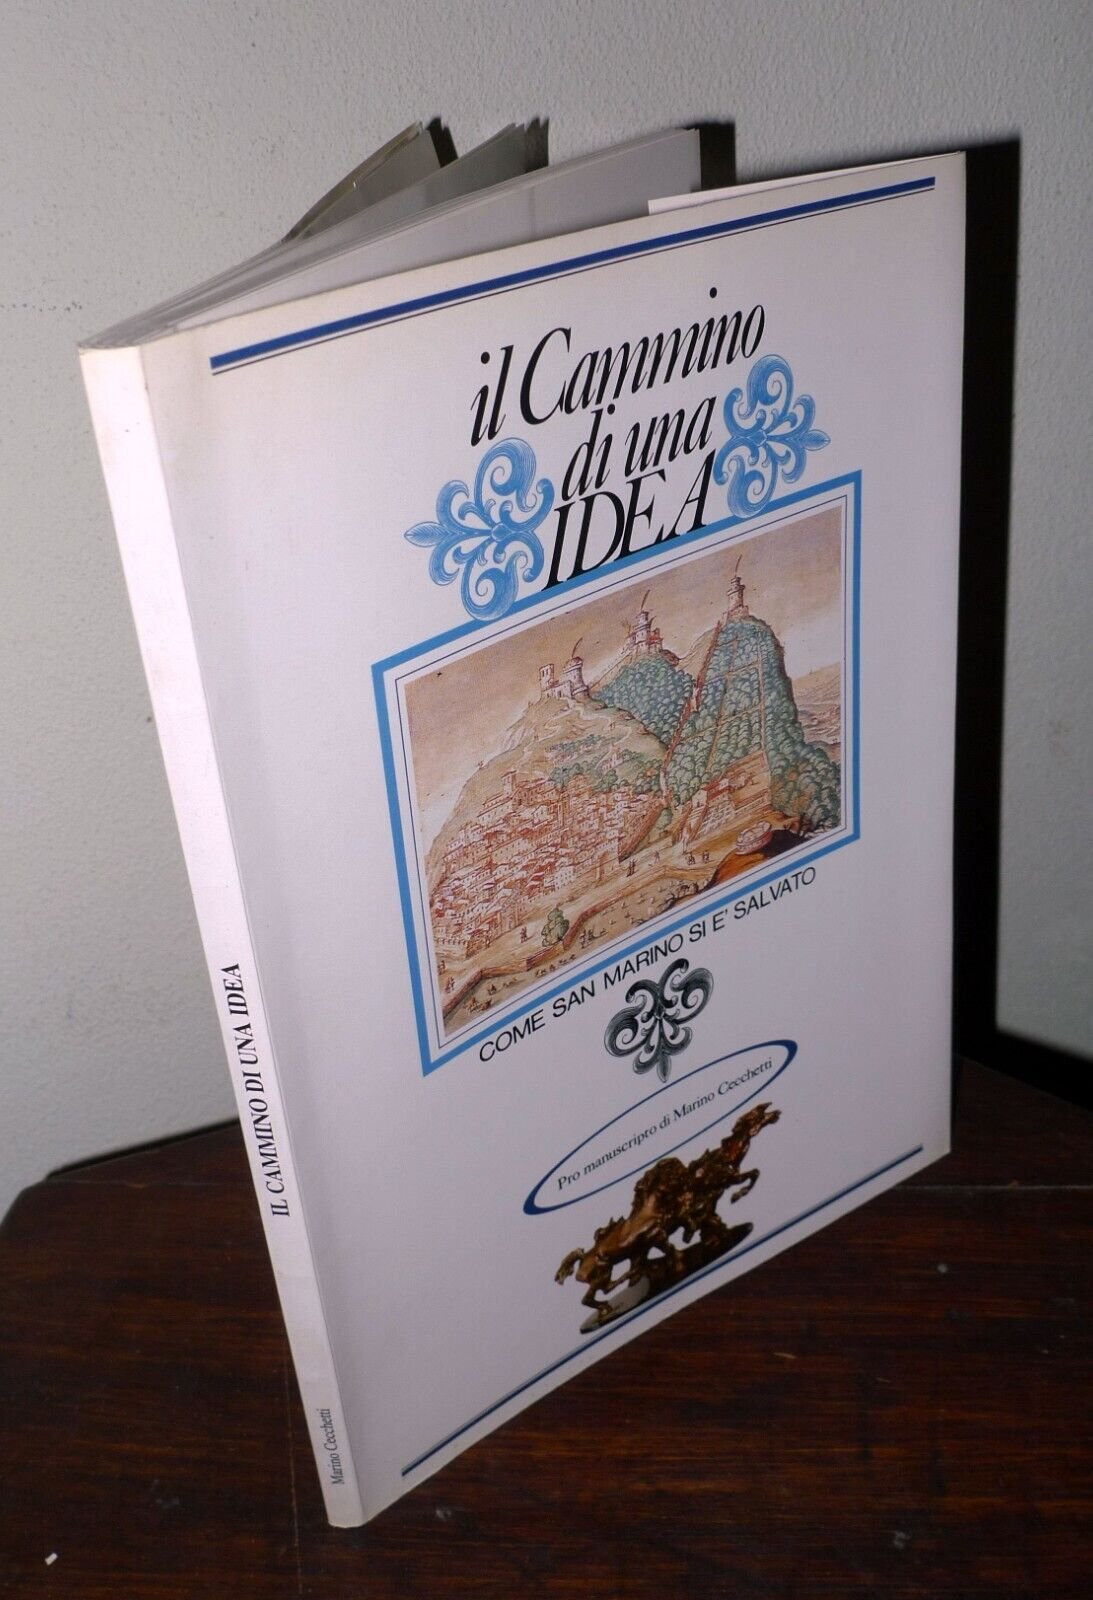 il Cammino
di una
IDEA
COME SAN MARINO SI E' SALVATO
Pro manuscripto di Marino Cecchetti
IL CAMMINO DI UNA IDEA
Marino Cecchetti